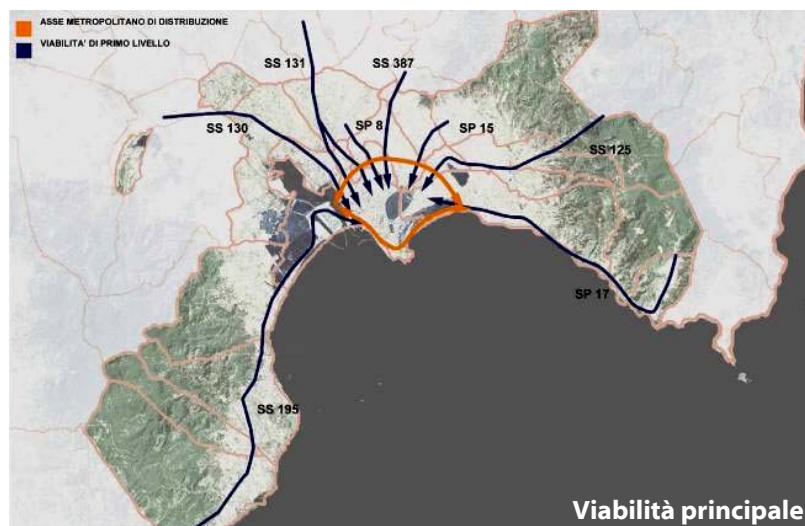 ASSE METROPOLITANO DI DISTRIBUZIONE
VIABILITA' DI PRIMO LIVELLO
SS 131
SS 387
SS 130
SP 8
SP 15
SS 125
SP 17
SS 195
Viabilità principale